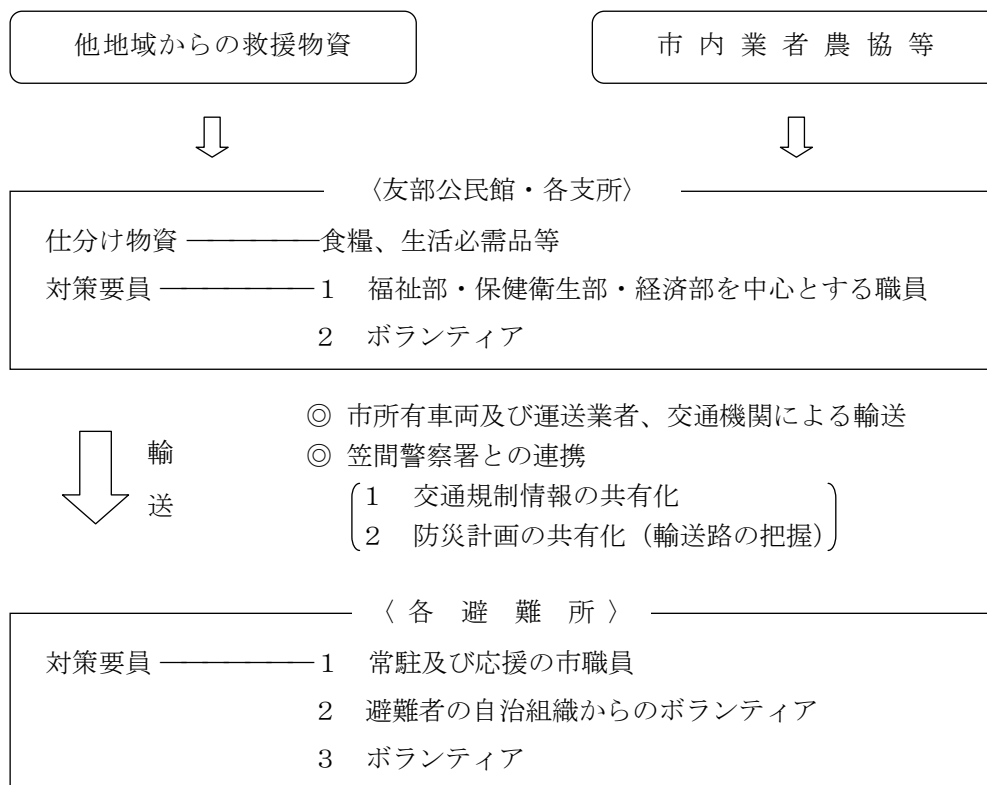 他地域からの救援物資
市内業者農協等
〈友部公民館・各支所〉
仕分け物資 ――――― 食糧、生活必需品等
対策要員 ―――――― 1 福祉部・保健衛生部・経済部を中心とする職員
2 ボランティア
輸送
◎ 市所有車両及び運送業者、交通機関による輸送
◎ 笠間警察署との連携
1 交通規制情報の共有化
2 防災計画の共有化（輸送路の把握）
〈各避難所〉
対策要員 ―――――― 1 常駐及び応援の市職員
2 避難者の自治組織からのボランティア
3 ボランティア